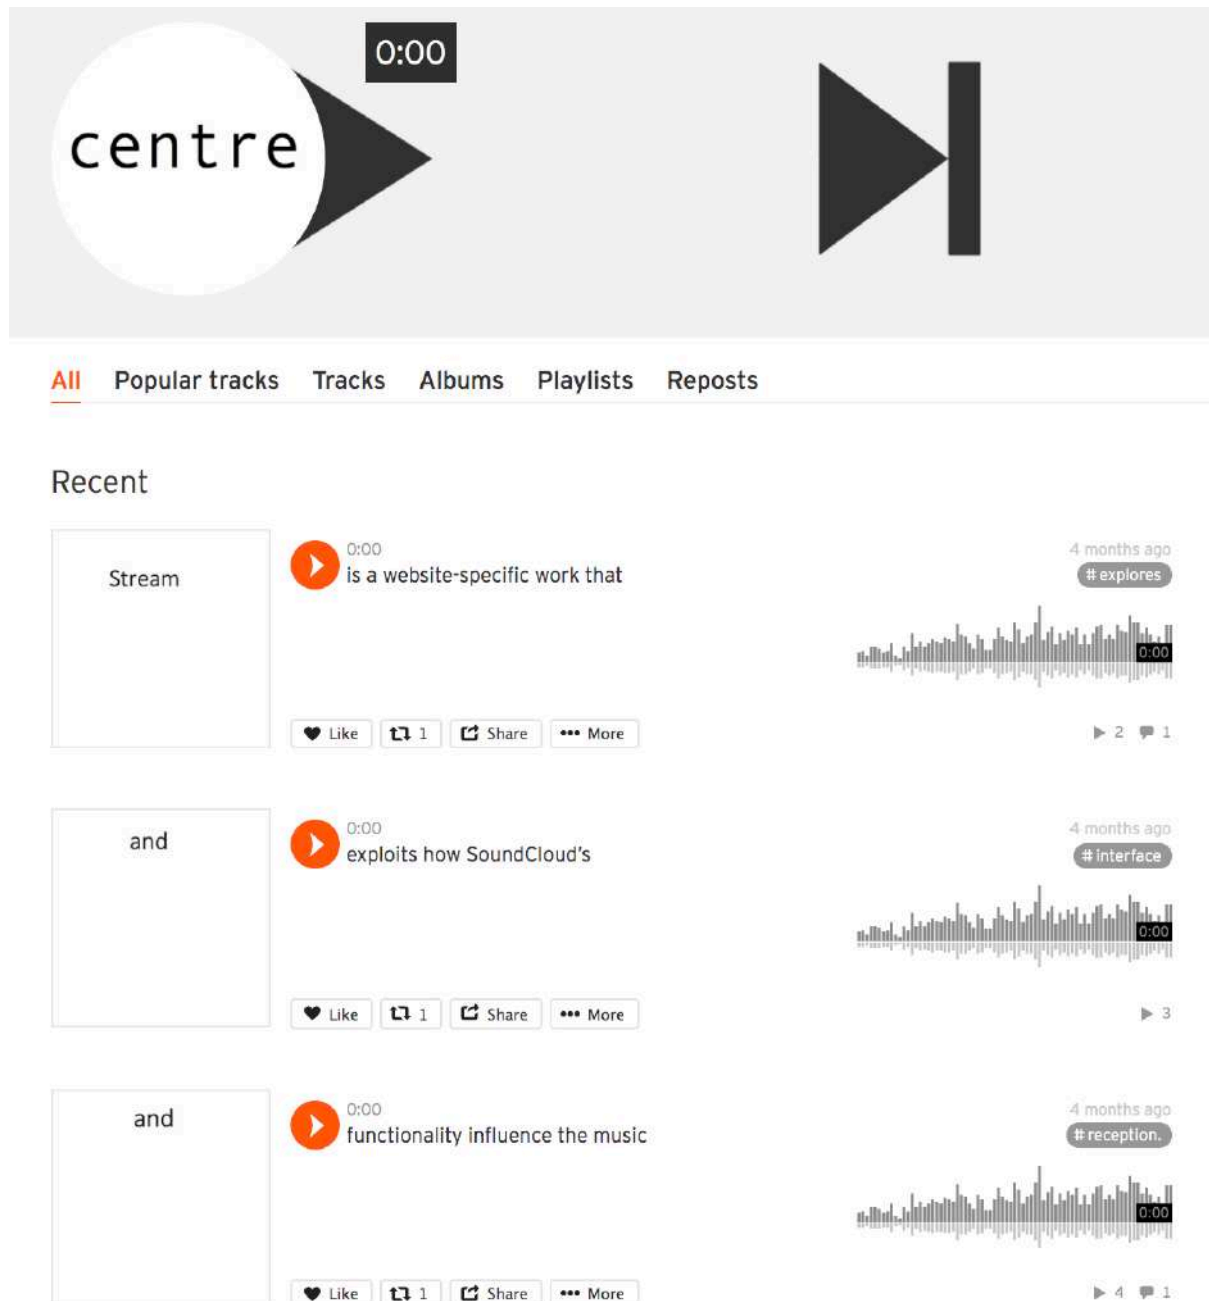 0:00
centre
All Popular tracks Tracks Albums Playlists Reposts
Recent
Stream
0:00
is a website-specific work that
4 months ago
# explores
0:00
Like 1 Share More
2 1
and
0:00
exploits how SoundCloud's
4 months ago
# interface
0:00
Like 1 Share More
3
and
0:00
functionality influence the music
4 months ago
# reception.
0:00
Like 1 Share More
4 1